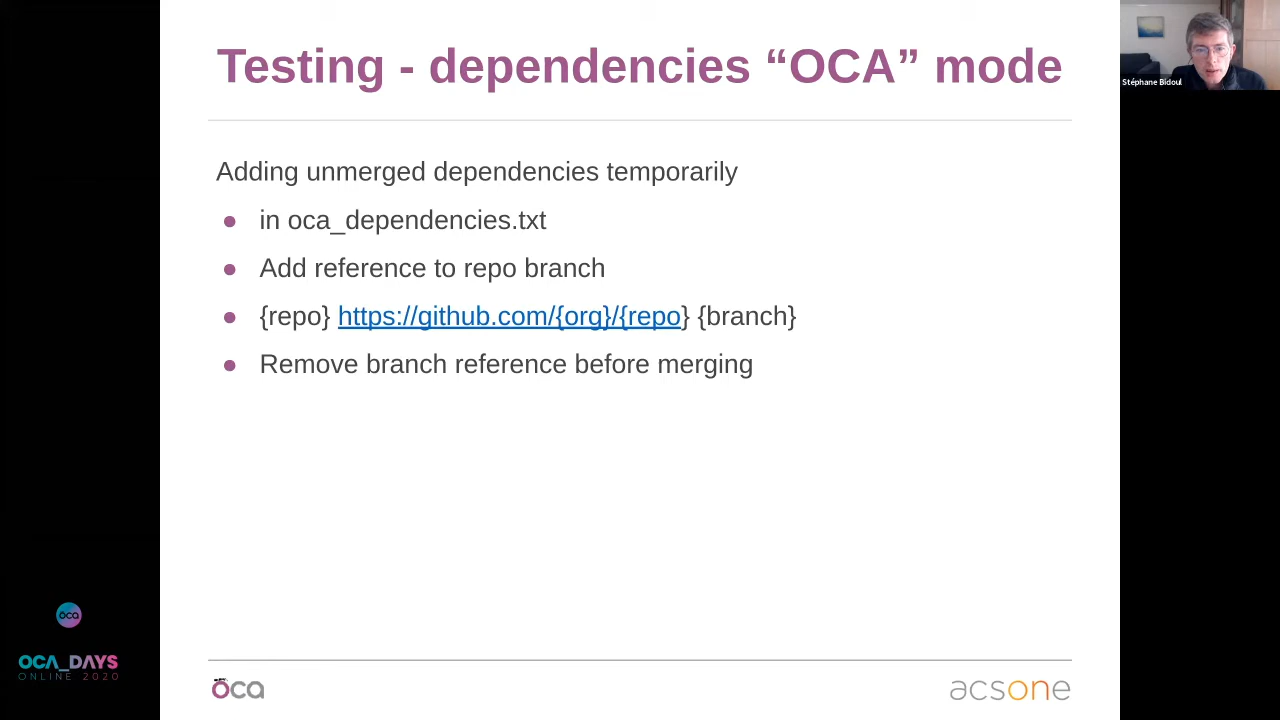 Testing - dependencies “OCA” mode
Stéphane Bidoul
Adding unmerged dependencies temporarily
● in oca_dependencies.txt
● Add reference to repo branch
● {repo} https://github.com/{org}/{repo} {branch}
● Remove branch reference before merging
oca
OCA_DAYS
ONLINE 2020
oca
acsone